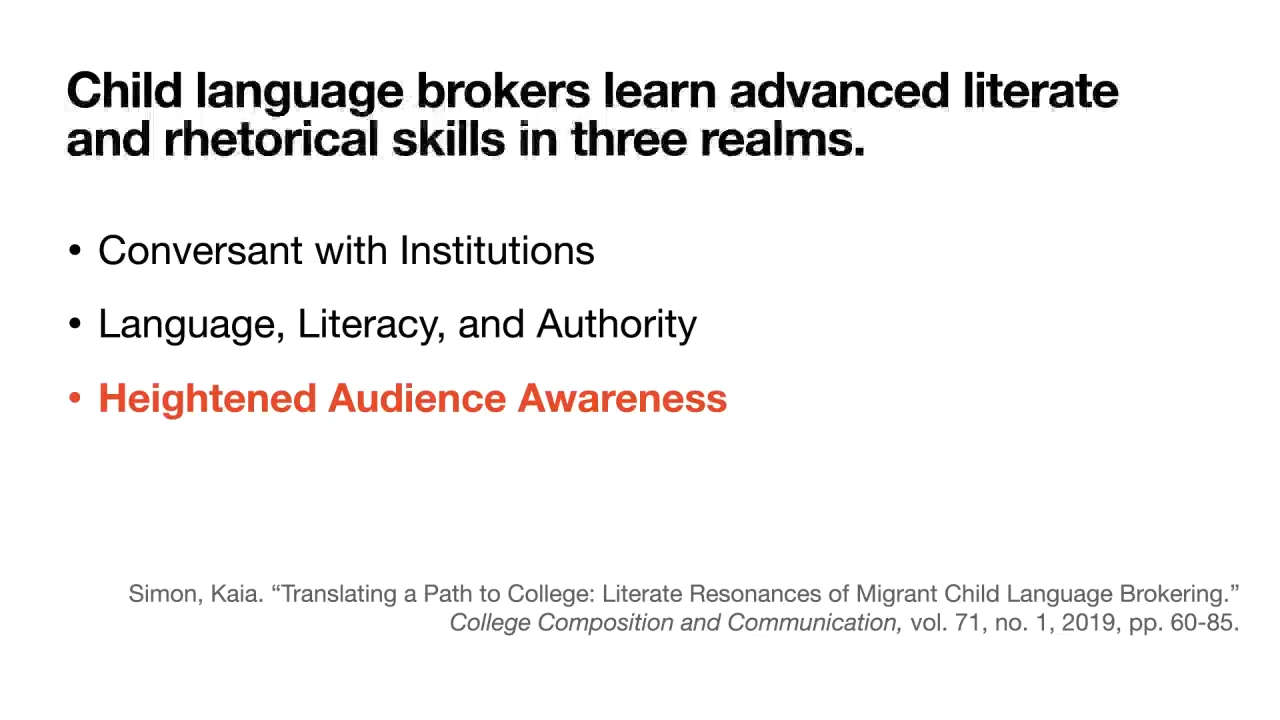 Child language brokers learn advanced literate
and rhetorical skills in three realms.
• Conversant with Institutions
• Language, Literacy, and Authority
• Heightened Audience Awareness
Simon, Kaia. “Translating a Path to College: Literate Resonances of Migrant Child Language Brokering.”
College Composition and Communication, vol. 71, no. 1, 2019, pp. 60-85.